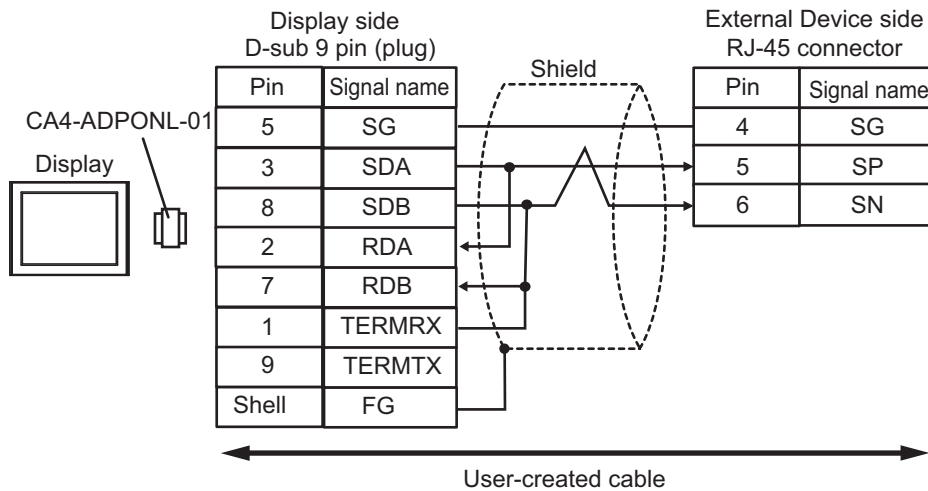 Display side
D-sub 9 pin (plug)
External Device side
RJ-45 connector
Shield
CA4-ADPONL-01
Display
Pin Signal name
5 SG
3 SDA
8 SDB
2 RDA
7 RDB
1 TERMRX
9 TERMTX
Shell FG
Pin Signal name
4 SG
5 SP
6 SN
User-created cable